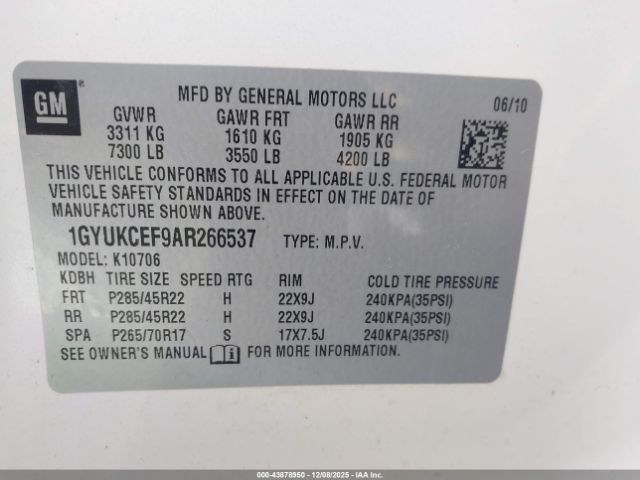 GM ®
MFD BY GENERAL MOTORS LLC 06/10
GVWR GAWR FRT GAWR RR
3311 KG 1610 KG 1905 KG
7300 LB 3550 LB 4200 LB
THIS VEHICLE CONFORMS TO ALL APPLICABLE U.S. FEDERAL MOTOR
VEHICLE SAFETY STANDARDS IN EFFECT ON THE DATE OF
MANUFACTURE SHOWN ABOVE.
1GYUKCEF9AR266537 TYPE: M.P.V.
MODEL: K10706
KDBH TIRE SIZE SPEED RTG RIM COLD TIRE PRESSURE
FRT P285/45R22 H 22X9J 240KPA(35PSI)
RR P285/45R22 H 22X9J 240KPA(35PSI)
SPA P265/70R17 S 17X7.5J 240KPA(35PSI)
SEE OWNER'S MANUAL FOR MORE INFORMATION.
000-43878950 - 12/08/2025 - IAA, Inc.